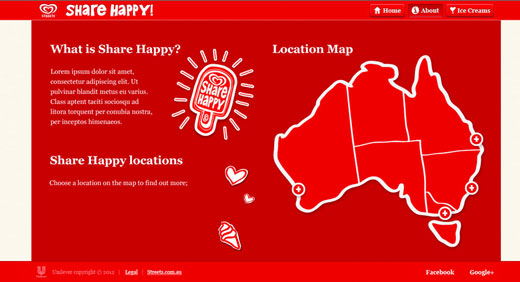 STREETS
SHARE HAPPY!
Home
About
Ice Creams
What is Share Happy?
Lorem ipsum dolor sit amet,
consectetur adipiscing elit. Ut
pulvinar blandit metus eu varius.
Class aptent taciti sociosqu ad
litora torquent per conubia nostra,
per inceptos himenaeos.
Share
HAPPY
Share Happy locations
Choose a location on the map to find out more;
Location Map
Unilever copyright © 2012 | Legal | Streets.com.au
Facebook
Google+